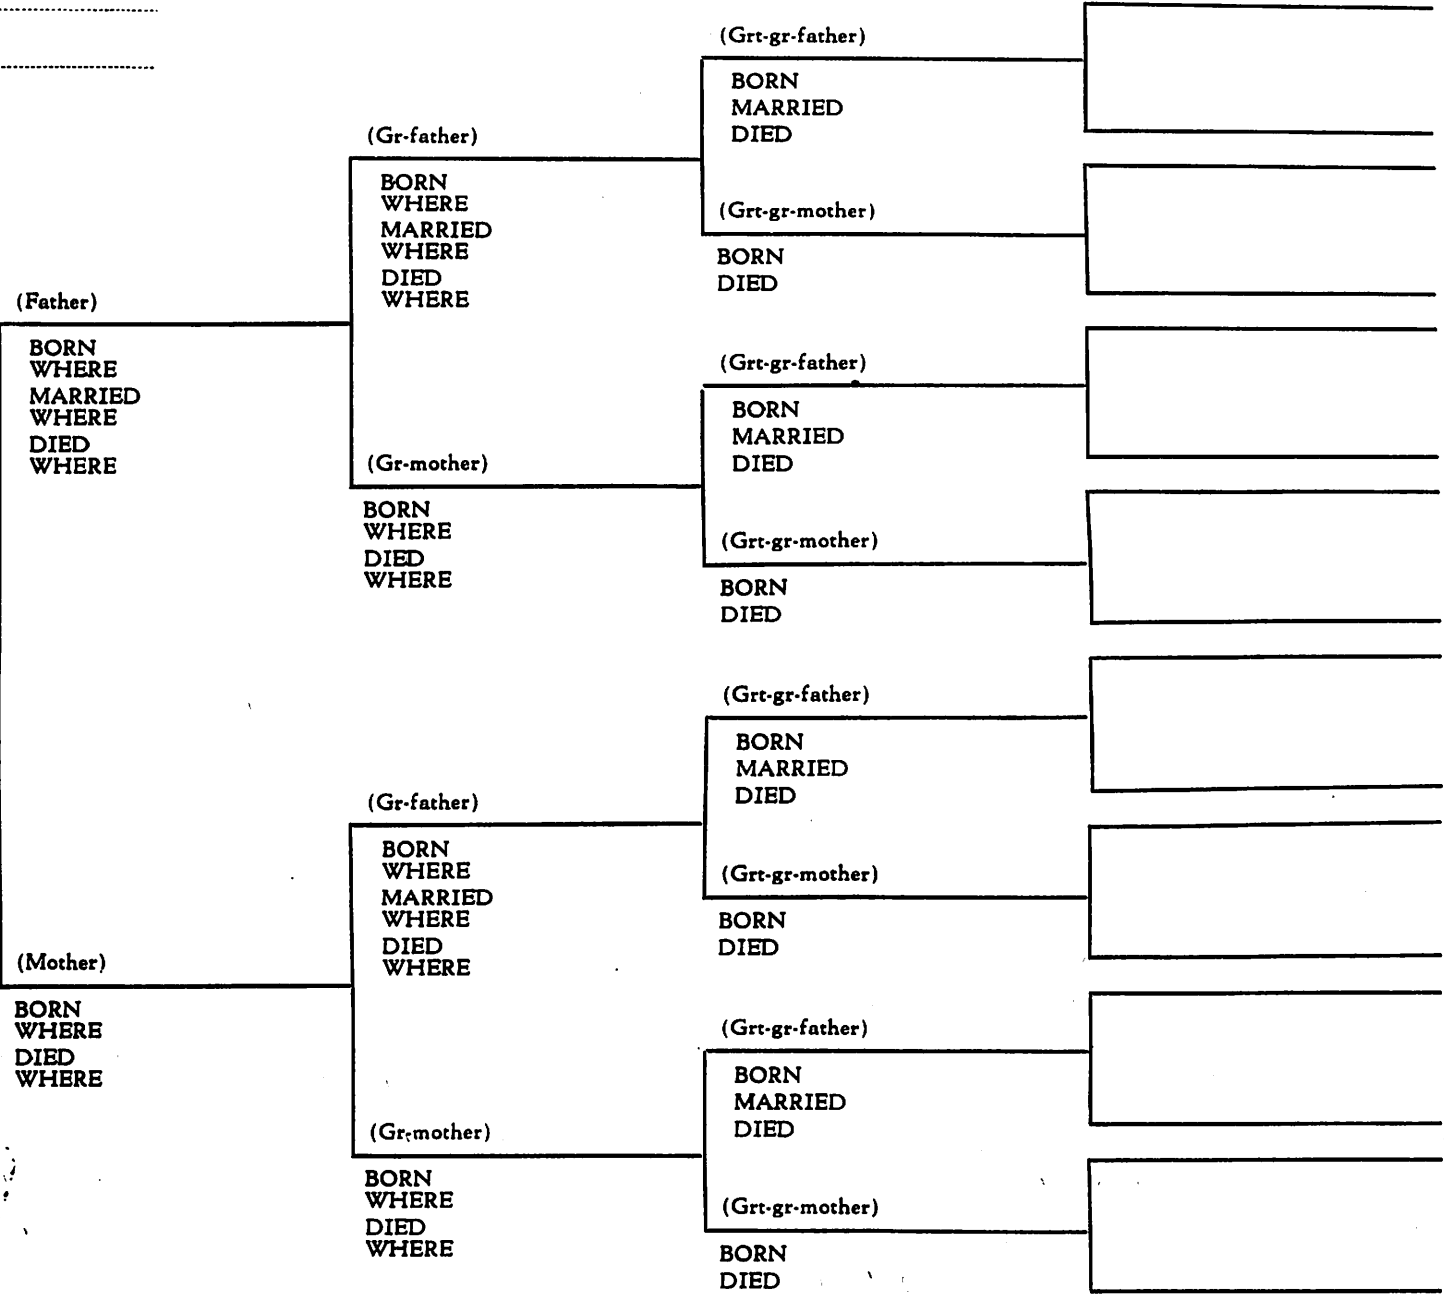 (Father)
BORN
WHERE
MARRIED
WHERE
DIED
WHERE
(Mother)
BORN
WHERE
DIED
WHERE
(Gr-father)
BORN
WHERE
MARRIED
WHERE
DIED
WHERE
(Gr-mother)
BORN
WHERE
DIED
WHERE
(Gr-father)
BORN
WHERE
MARRIED
WHERE
DIED
WHERE
(Gr-mother)
BORN
WHERE
DIED
WHERE
(Grt-gr-father)
BORN
MARRIED
DIED
(Grt-gr-mother)
BORN
DIED
(Grt-gr-father)
BORN
MARRIED
DIED
(Grt-gr-mother)
BORN
DIED
(Grt-gr-father)
BORN
MARRIED
DIED
(Grt-gr-mother)
BORN
DIED
(Grt-gr-father)
BORN
MARRIED
DIED
(Grt-gr-mother)
BORN
DIED